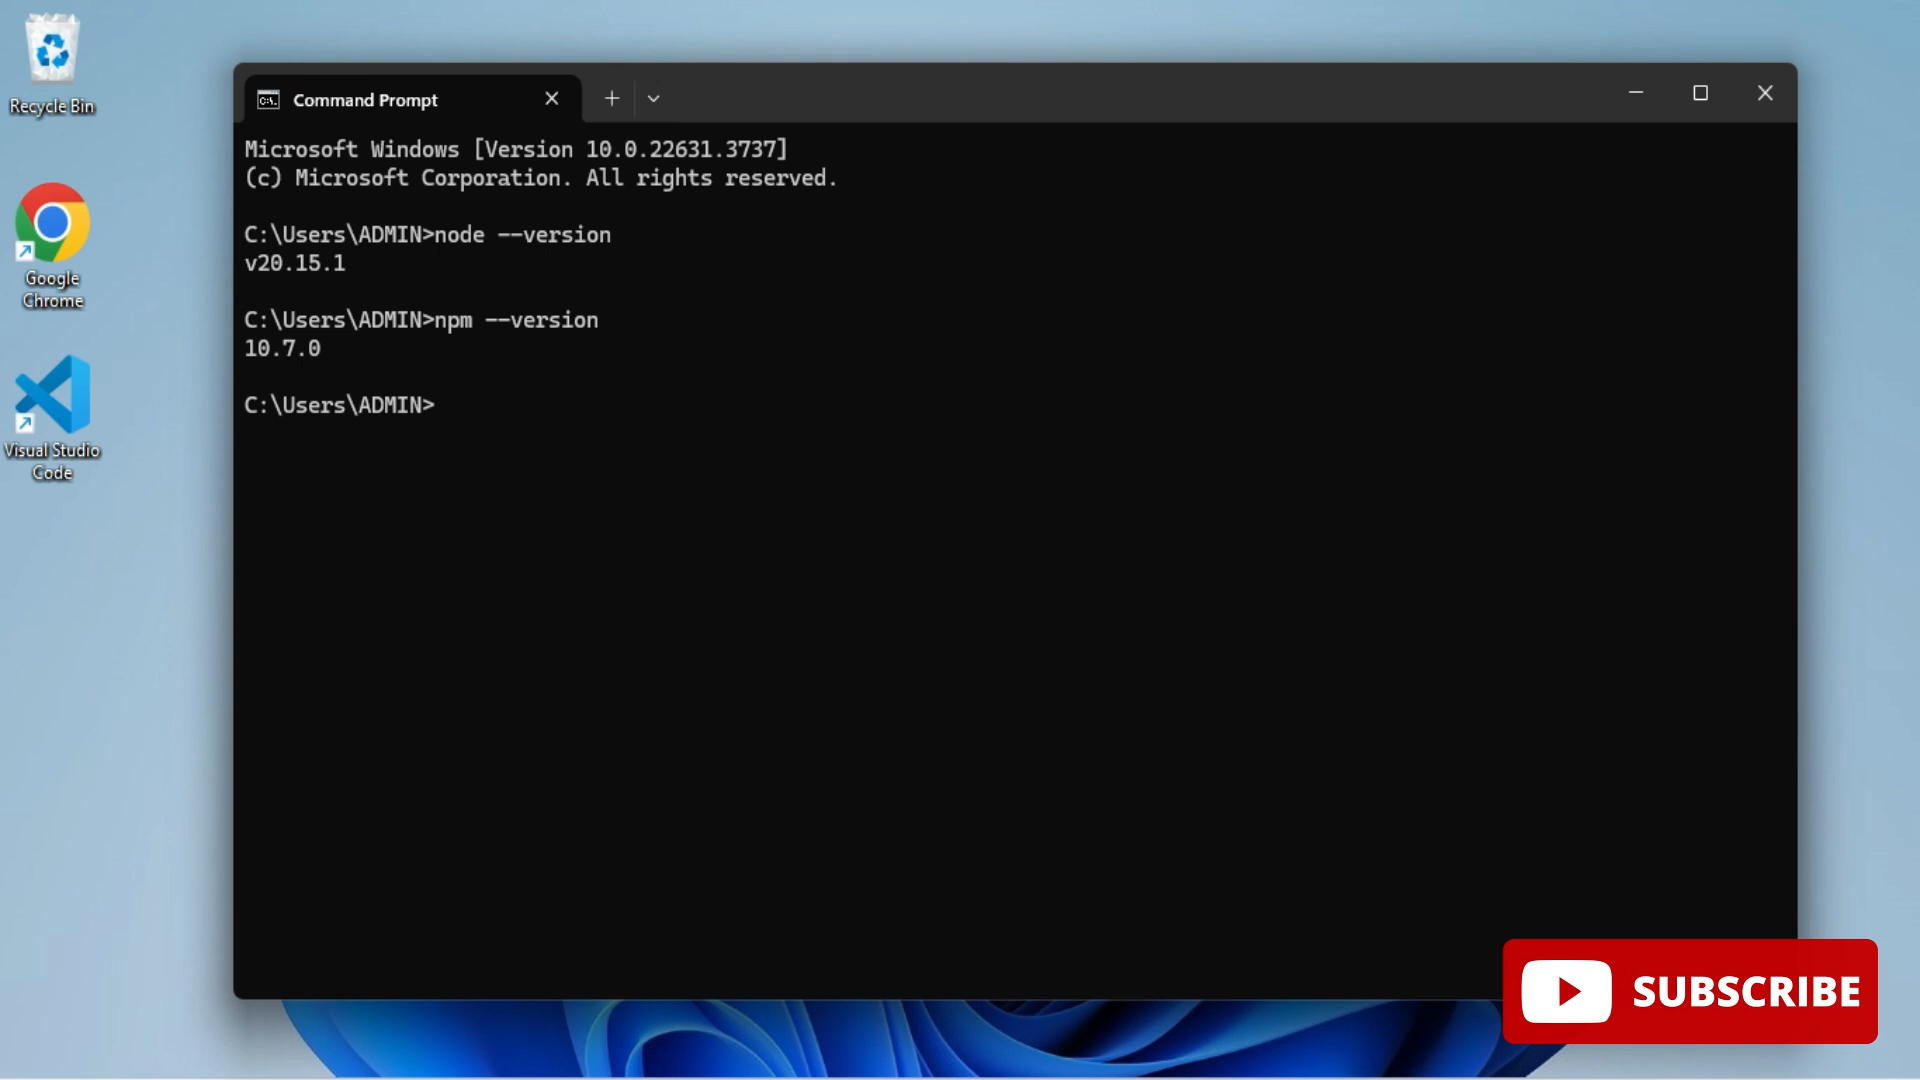 Recycle Bin
Google
Chrome
Visual Studio
Code
Command Prompt
Microsoft Windows [Version 10.0.22631.3737]
(c) Microsoft Corporation. All rights reserved.
C:\Users\ADMIN>node --version
v20.15.1
C:\Users\ADMIN>npm --version
10.7.0
C:\Users\ADMIN>
SUBSCRIBE